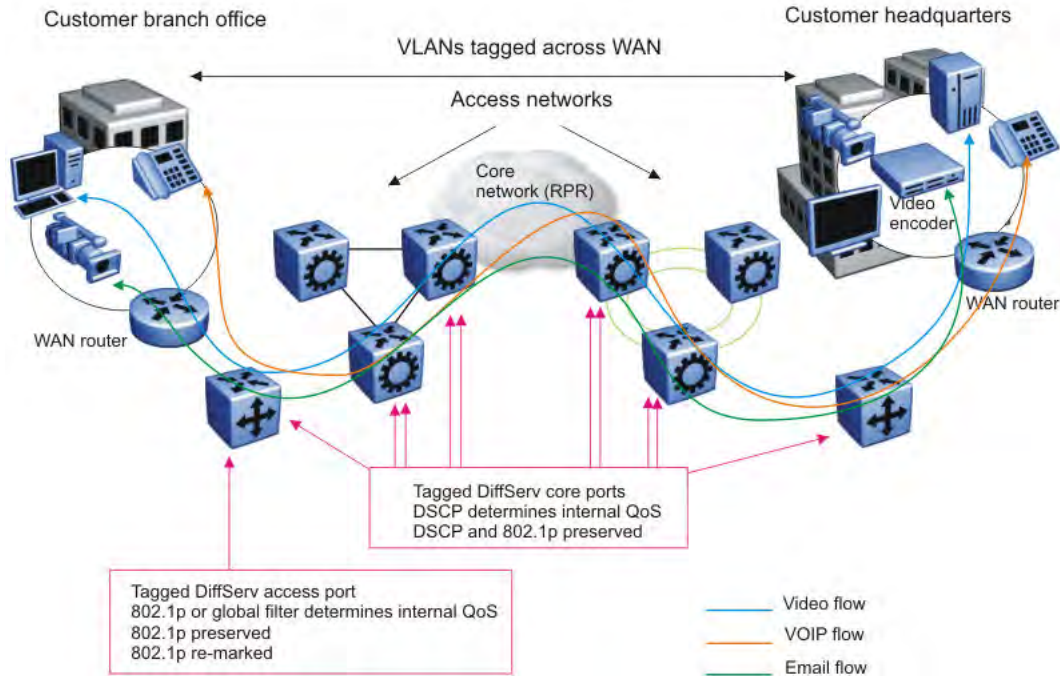 Customer branch office
Customer headquarters
VLANs tagged across WAN
Access networks
Core
network (RPR)
Video
encoder
WAN router
WAN router
Tagged DiffServ core ports
DSCP determines internal QoS
DSCP and 802.1p preserved
Tagged DiffServ access port
802.1p or global filter determines internal QoS
802.1p preserved
802.1p re-marked
Video flow
VOIP flow
Email flow